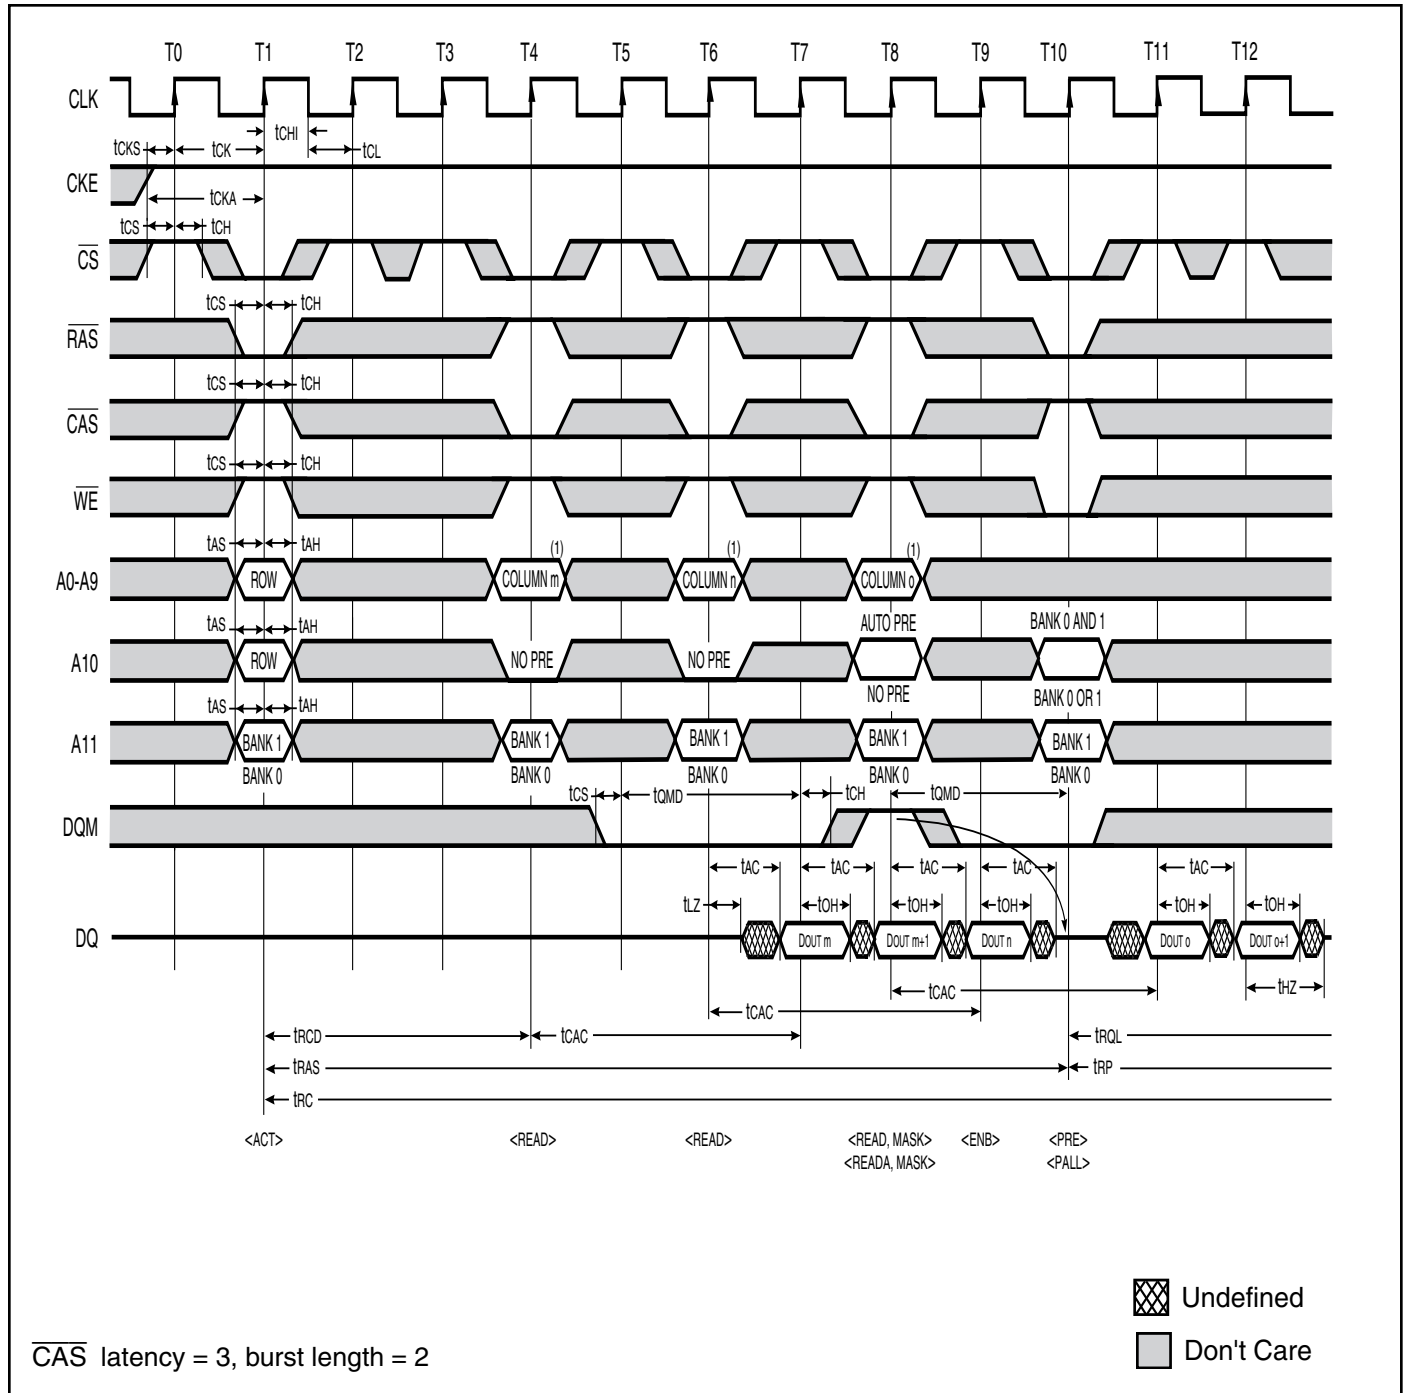 T0 T1 T2 T3 T4 T5 T6 T7 T8 T9 T10 T11 T12
CLK
tCHI
tCKS tCK tCL
CKE
tCKA
tCS tCH
CS
tCS tCH
RAS
tCS tCH
CAS
tCS tCH
WE
tAS tAH (1) (1) (1)
A0-A9 ROW COLUMN m COLUMN n COLUMN o
tAS tAH AUTO PRE BANK 0 AND 1
A10 ROW NO PRE NO PRE
tAS tAH NO PRE BANK 0 OR 1
A11 BANK 1 BANK 1 BANK 1 BANK 1 BANK 1
BANK 0 BANK 0 BANK 0 BANK 0 BANK 0
tCS tQMD tCH tQMD
DQM
tAC tAC tAC tAC tAC
tLZ tOH tOH tOH tOH tOH
DQ DOUT m DOUT m+1 DOUT n DOUT o DOUT o+1
tCAC tHZ
tCAC
tRCD tCAC tRQL
tRAS tRP
tRC
<ACT> <READ> <READ> <READ, MASK> <ENB> <PRE>
<READA, MASK> <PALL>
Undefined
Don't Care
CAS latency = 3, burst length = 2